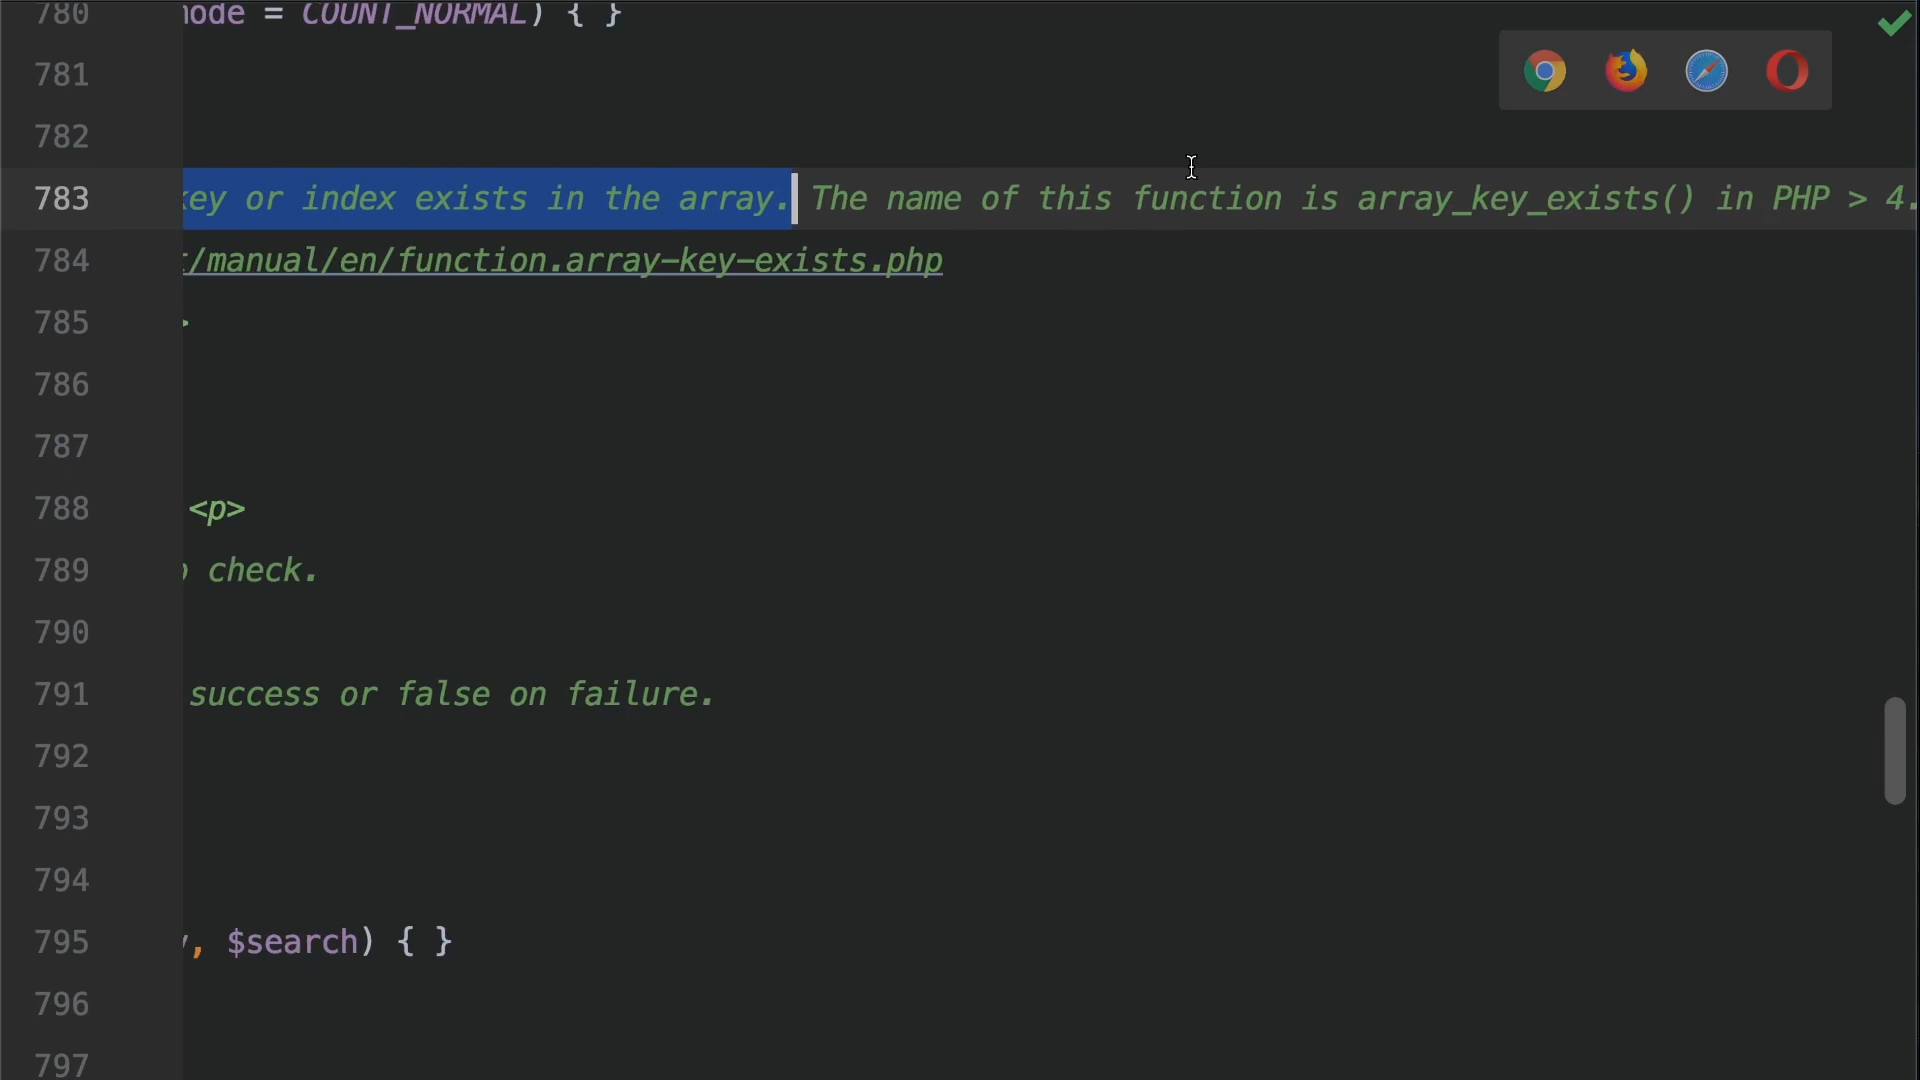 780 mode = COUNT_NORMAL) { }
781
782
783 key or index exists in the array. The name of this function is array_key_exists() in PHP > 4.
784 /manual/en/function.array-key-exists.php
785 >
786
787
788 <p>
789 check.
790
791 success or false on failure.
792
793
794
795 , $search) { }
796
797